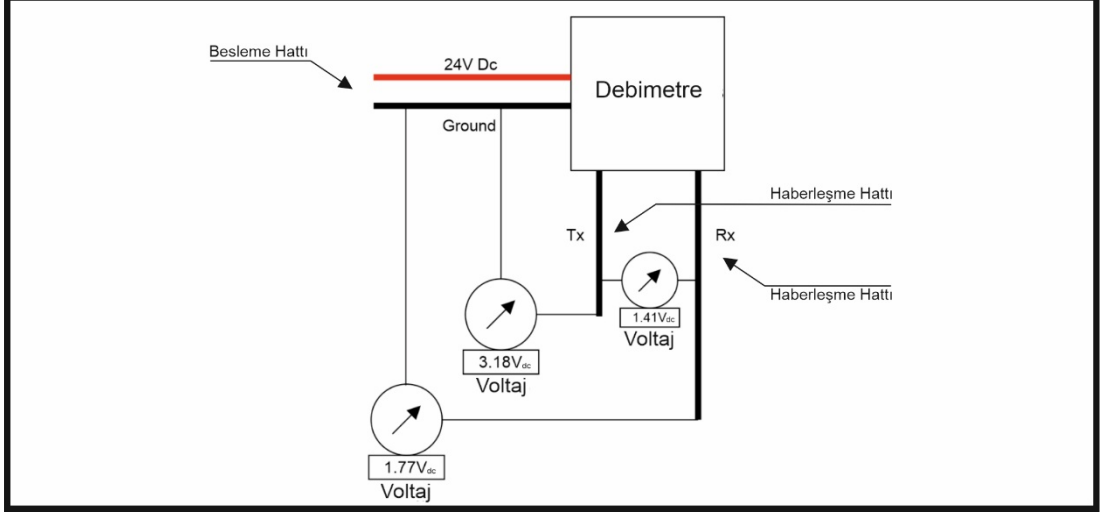 Besleme Hattı
24V Dc
Debimetre
Ground
Haberleşme Hattı
Tx
Rx
Haberleşme Hattı
1.41Vdc
Voltaj
3.18Vdc
Voltaj
1.77Vdc
Voltaj